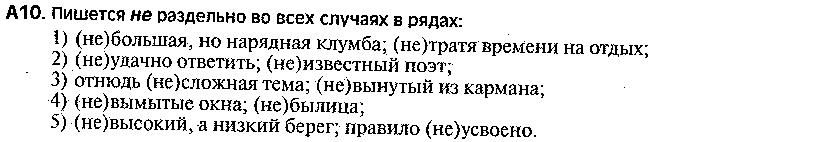 А10. Пишется не раздельно во всех случаях в рядах:
1) (не)большая, но нарядная клумба; (не)тратя времени на отдых;
2) (не)удачно ответить; (не)известный поэт;
3) отнюдь (не)сложная тема; (не)вынутый из кармана;
4) (не)вымытые окна; (не)былица;
5) (не)высокий, а низкий берег; правило (не)усвоено.